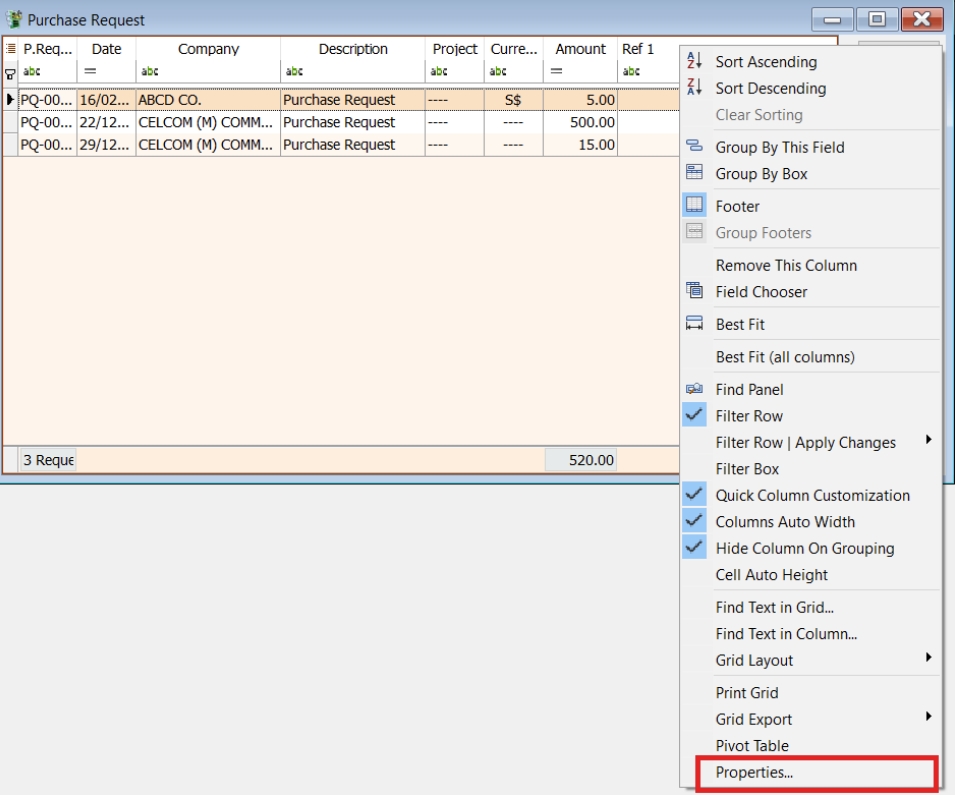 Purchase Request
P.Req... Date Company Description Project Curre... Amount Ref 1
abc = abc abc abc abc = abc
PQ-00... 16/02... ABCD CO. Purchase Request ---- S$ 5.00
PQ-00... 22/12... CELCOM (M) COMM... Purchase Request ---- ---- 500.00
PQ-00... 29/12... CELCOM (M) COMM... Purchase Request ---- ---- 15.00
3 Reque 520.00
Sort Ascending
Sort Descending
Clear Sorting
Group By This Field
Group By Box
Footer
Group Footers
Remove This Column
Field Chooser
Best Fit
Best Fit (all columns)
Find Panel
Filter Row
Filter Row | Apply Changes
Filter Box
Quick Column Customization
Columns Auto Width
Hide Column On Grouping
Cell Auto Height
Find Text in Grid...
Find Text in Column...
Grid Layout
Print Grid
Grid Export
Pivot Table
Properties...